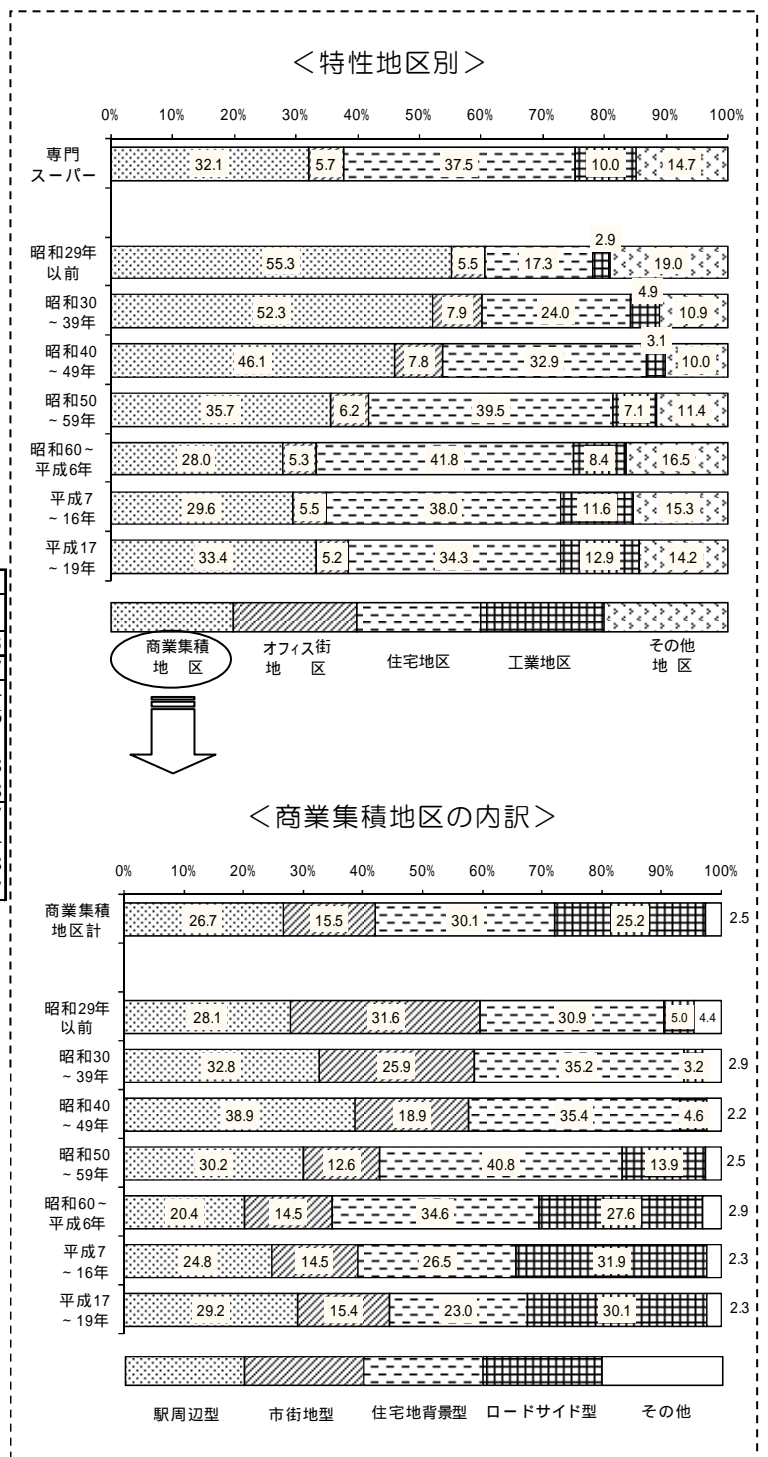 ＜特性地区別＞
0% 10% 20% 30% 40% 50% 60% 70% 80% 90% 100%
専門
スーパー
32.1 5.7 37.5 10.0 14.7
昭和29年
以前
55.3 5.5 17.3 2.9 19.0
昭和30
~39年
52.3 7.9 24.0 4.9 10.9
昭和40
~49年
46.1 7.8 32.9 3.1 10.0
昭和50
~59年
35.7 6.2 39.5 7.1 11.4
昭和60~
平成6年
28.0 5.3 41.8 8.4 16.5
平成7
~16年
29.6 5.5 38.0 11.6 15.3
平成17
~19年
33.4 5.2 34.3 12.9 14.2
商業集積
地　区
オフィス街
地　区
住宅地区
工業地区
その他
地　区
＜商業集積地区の内訳＞
0% 10% 20% 30% 40% 50% 60% 70% 80% 90% 100%
商業集積
地区計
26.7 15.5 30.1 25.2 2.5
昭和29年
以前
28.1 31.6 30.9 5.0 4.4
昭和30
~39年
32.8 25.9 35.2 3.2 2.9
昭和40
~49年
38.9 18.9 35.4 4.6 2.2
昭和50
~59年
30.2 12.6 40.8 13.9 2.5
昭和60~
平成6年
20.4 14.5 34.6 27.6 2.9
平成7
~16年
24.8 14.5 26.5 31.9 2.3
平成17
~19年
29.2 15.4 23.0 30.1 2.3
駅周辺型 市街地型 住宅地背景型 ロードサイド型 その他